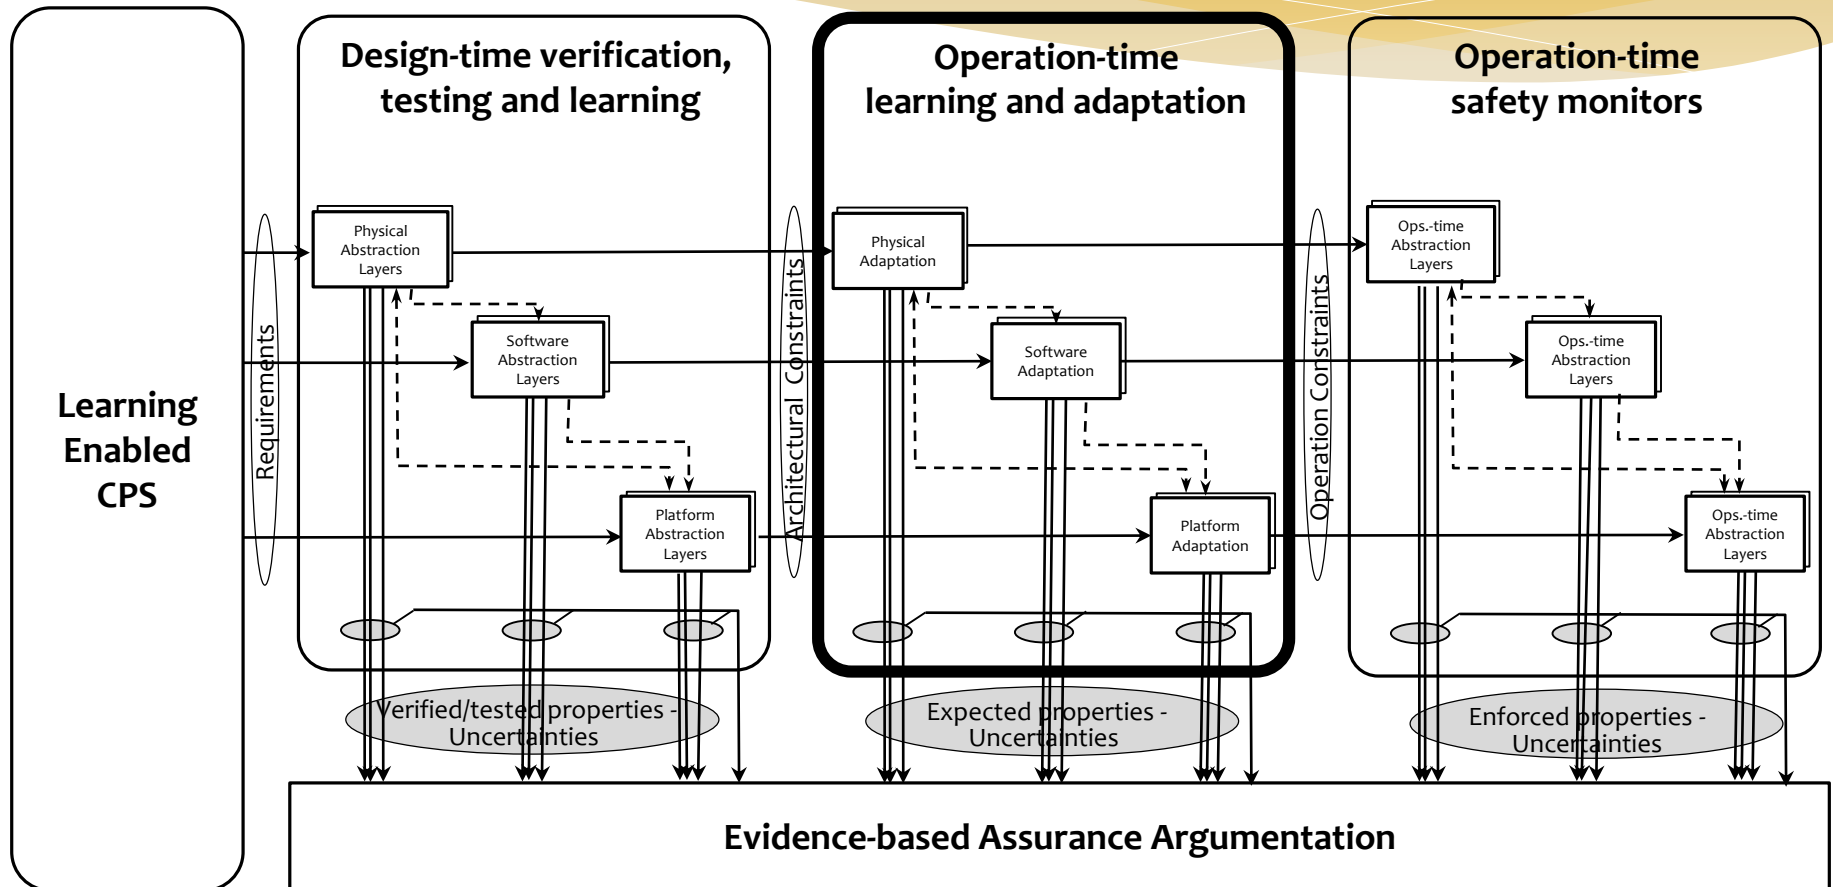 Design-time verification,
testing and learning
Operation-time
learning and adaptation
Operation-time
safety monitors
Learning
Enabled
CPS
Requirements
Physical
Abstraction
Layers
Software
Abstraction
Layers
Platform
Abstraction
Layers
Architectural Constraints
Physical
Adaptation
Software
Adaptation
Platform
Adaptation
Operation Constraints
Ops.-time
Abstraction
Layers
Ops.-time
Abstraction
Layers
Ops.-time
Abstraction
Layers
Verified/tested properties -
Uncertainties
Expected properties -
Uncertainties
Enforced properties -
Uncertainties
Evidence-based Assurance Argumentation